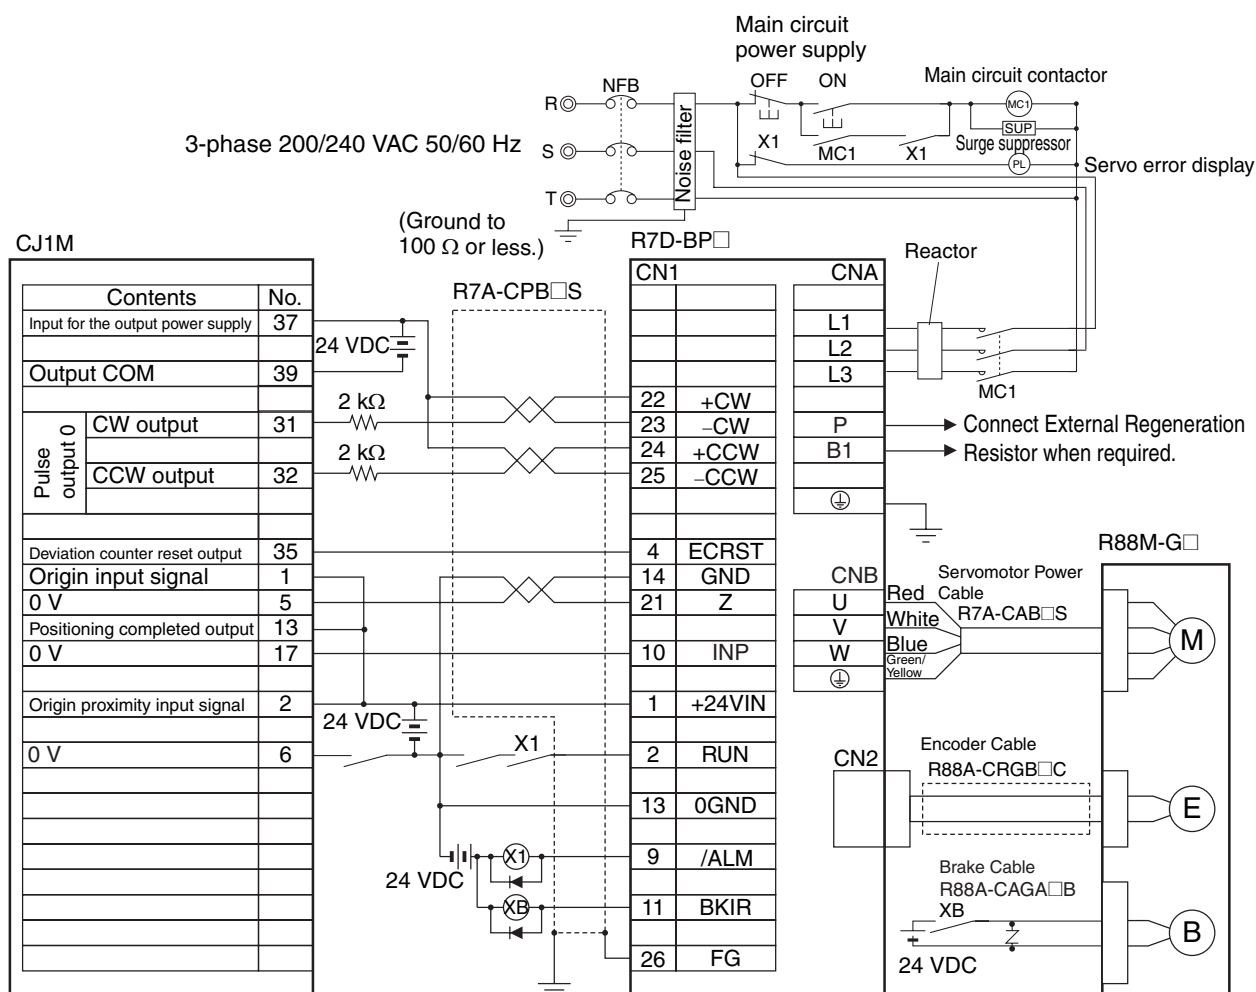 Main circuit
power supply
OFF ON
Main circuit contactor
NFB
R
MC1
SUP
Surge suppressor
3-phase 200/240 VAC 50/60 Hz
S
Noise filter
X1
MC1
X1
PL
Servo error display
T
(Ground to
100 Ω or less.)
CJ1M
R7D-BP□
Reactor
CN1
CNA
R7A-CPB□S
Contents No.
Input for the output power supply 37
L1
24 VDC
L2
Output COM 39
L3
MC1
2 kΩ
22 +CW
Pulse output 0
CW output 31
23 −CW
P
Connect External Regeneration
2 kΩ
24 +CCW
B1
Resistor when required.
CCW output 32
25 −CCW
Deviation counter reset output 35
4 ECRST
R88M-G□
Origin input signal 1
14 GND
CNB
Servomotor Power
Cable
R7A-CAB□S
0 V 5
21 Z
U
Red
Positioning completed output 13
V
White
M
0 V 17
10 INP
W
Blue
Green/
Yellow
Origin proximity input signal 2
1 +24VIN
24 VDC
0 V 6
X1
2 RUN
CN2
Encoder Cable
R88A-CRGB□C
13 0GND
E
X1
9 /ALM
24 VDC
Brake Cable
R88A-CAGA□B
XB
11 BKIR
XB
B
24 VDC
26 FG